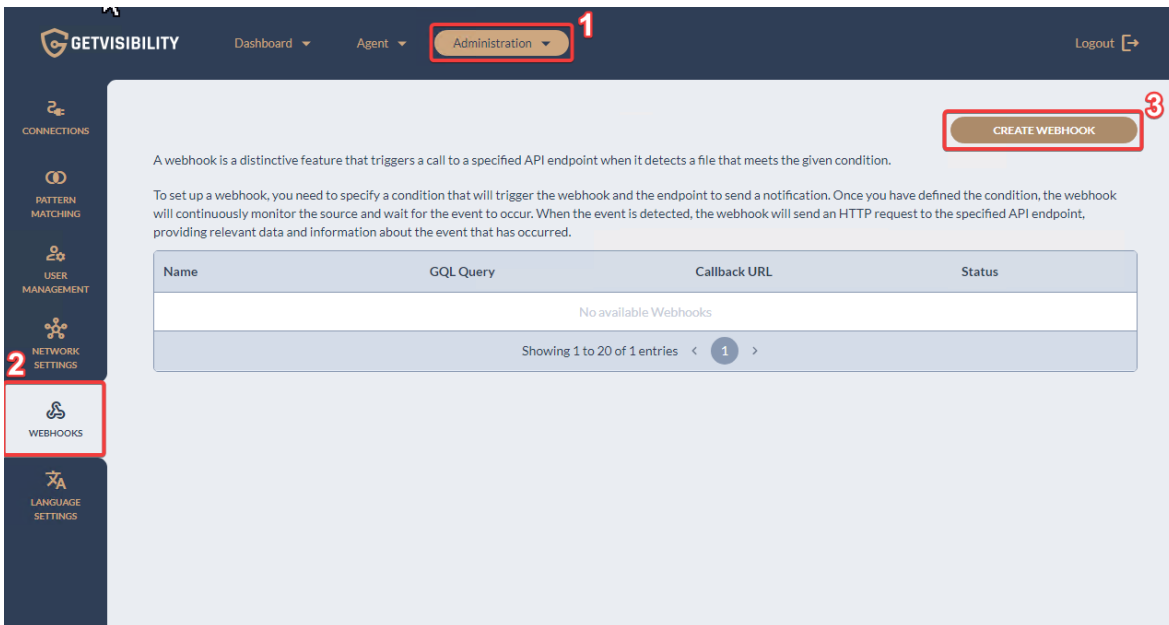 GETVISIBILITY
Dashboard
Agent
Administration
1
Logout
CONNECTIONS
PATTERN
MATCHING
USER
MANAGEMENT
NETWORK
SETTINGS
2
WEBHOOKS
LANGUAGE
SETTINGS
3
CREATE WEBHOOK
A webhook is a distinctive feature that triggers a call to a specified API endpoint when it detects a file that meets the given condition.
To set up a webhook, you need to specify a condition that will trigger the webhook and the endpoint to send a notification. Once you have defined the condition, the webhook
will continuously monitor the source and wait for the event to occur. When the event is detected, the webhook will send an HTTP request to the specified API endpoint,
providing relevant data and information about the event that has occurred.
Name GQL Query Callback URL Status
No available Webhooks
Showing 1 to 20 of 1 entries < 1 >